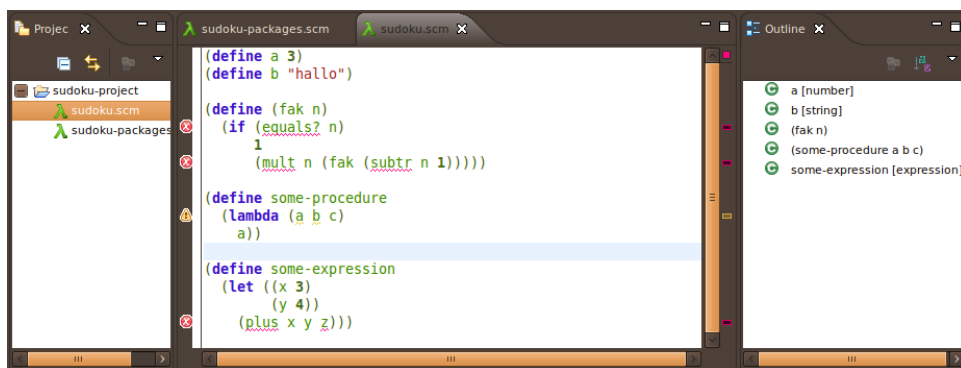 Projec
sudoku-project
sudoku.scm
sudoku-packages
sudoku-packages.scm
sudoku.scm
(define a 3)
(define b "hallo")
(define (fak n)
(if (equals? n)
1
(mult n (fak (subtr n 1)))))
(define some-procedure
(lambda (a b c)
a))
(define some-expression
(let ((x 3)
(y 4))
(plus x y z)))
Outline
a [number]
b [string]
(fak n)
(some-procedure a b c)
some-expression [expression]